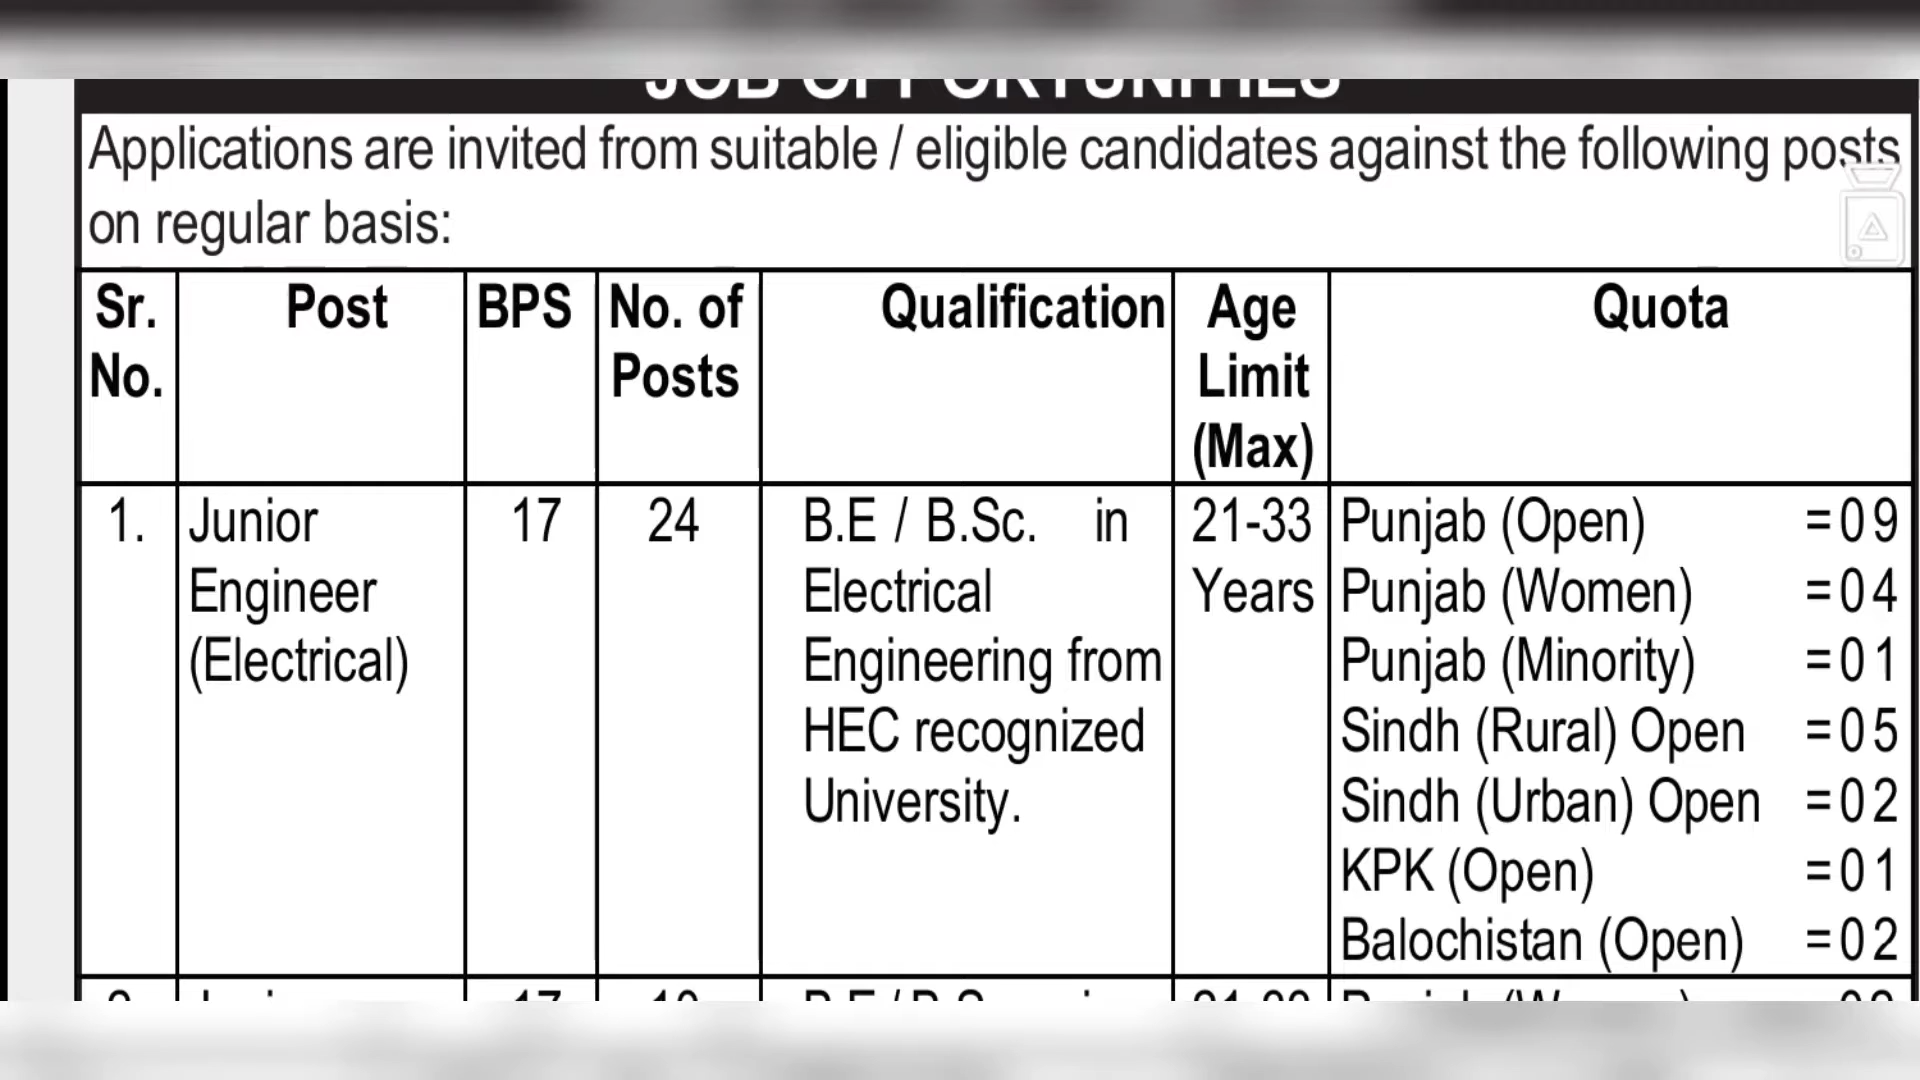 JOB OPPORTUNITIES
Applications are invited from suitable / eligible candidates against the following posts
on regular basis:
Sr. No.
Post
BPS
No. of Posts
Qualification
Age Limit (Max)
Quota
1.
Junior
Engineer
(Electrical)
17
24
B.E / B.Sc. in
Electrical
Engineering from
HEC recognized
University.
21-33
Years
Punjab (Open) =09
Punjab (Women) =04
Punjab (Minority) =01
Sindh (Rural) Open =05
Sindh (Urban) Open =02
KPK (Open) =01
Balochistan (Open) =02